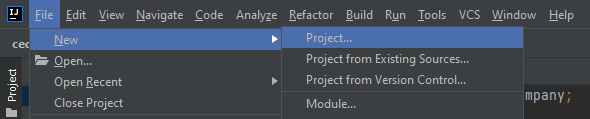 IJ File Edit View Navigate Code Analyze Refactor Build Run Tools VCS Window Help
New
Project...
Open...
Project from Existing Sources...
Open Recent
Project from Version Control...
Close Project
Module...
Project
mpany;